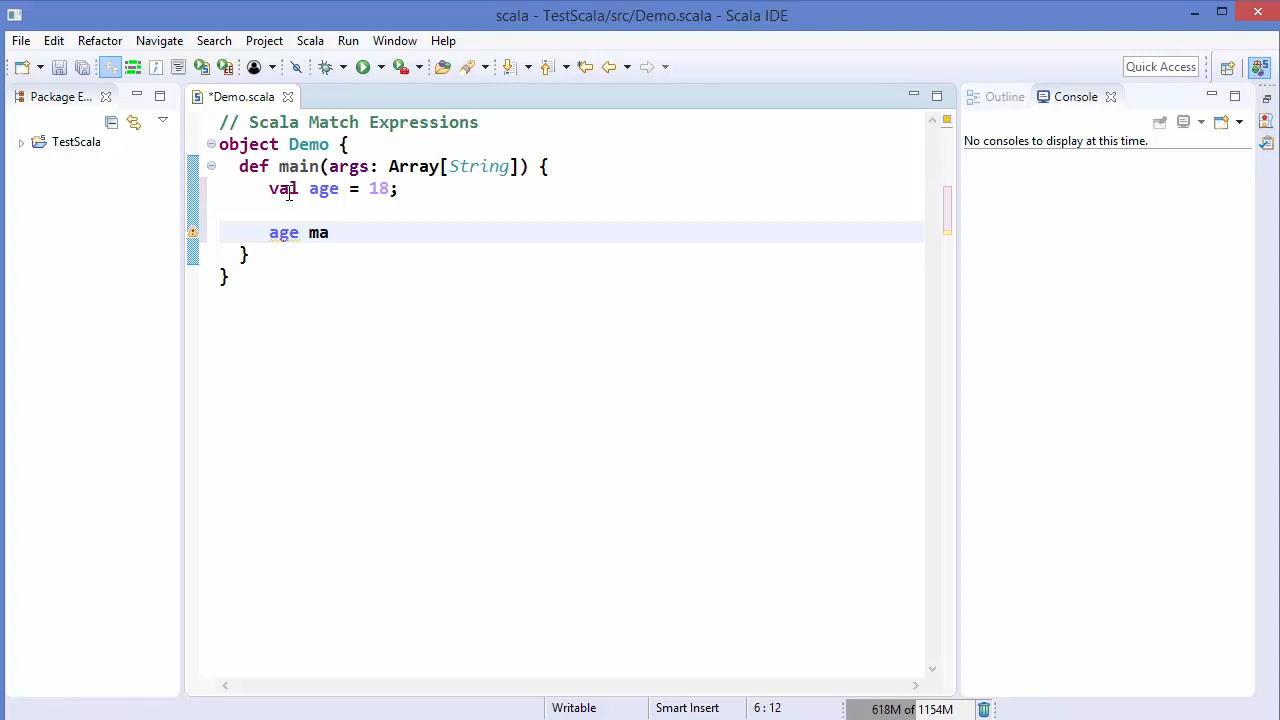 scala - TestScala/src/Demo.scala - Scala IDE
File Edit Refactor Navigate Search Project Scala Run Window Help
Quick Access
Package E...
*Demo.scala
Outline
Console
No consoles to display at this time.
TestScala
// Scala Match Expressions
object Demo {
def main(args: Array[String]) {
val age = 18;
age ma
}
}
Writable
Smart Insert
6 : 12
618M of 1154M